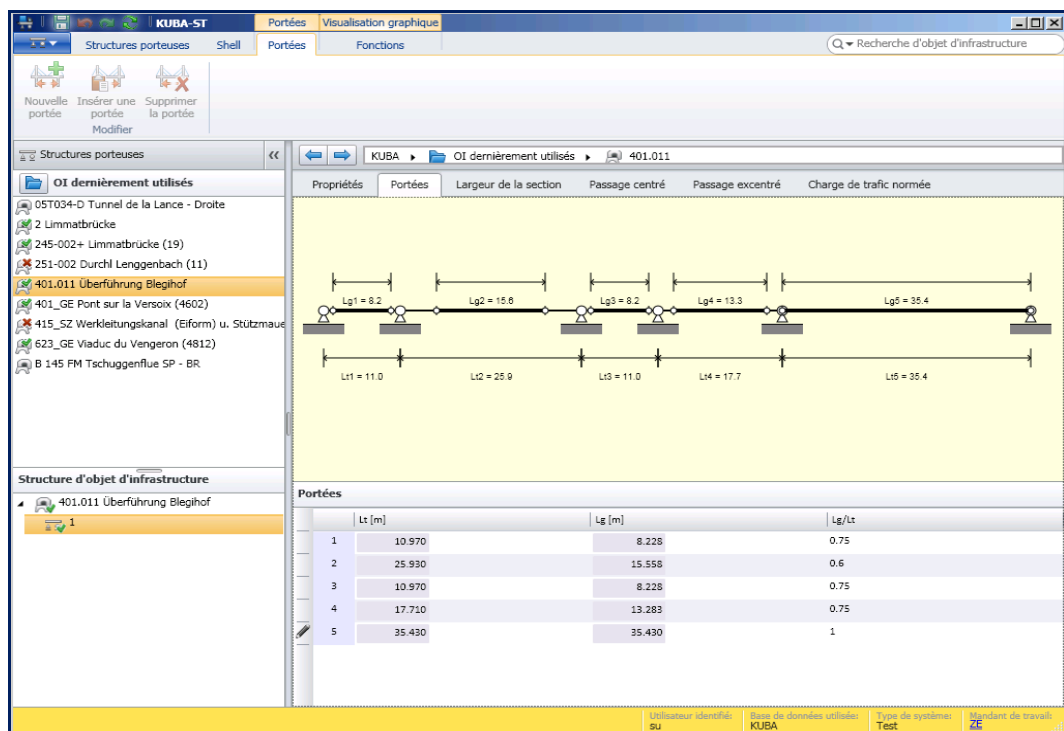 KUBA-ST
Portées
Visualisation graphique
Structures porteuses
Shell
Portées
Fonctions
Recherche d'objet d'infrastructure
Nouvelle portée
Insérer une portée
Supprimer la portée
Modifier
Structures porteuses
KUBA
OI dernièrement utilisés
401.011
OI dernièrement utilisés
Propriétés
Portées
Largeur de la section
Passage centré
Passage excentré
Charge de trafic normée
05T034-D Tunnel de la Lance - Droite
2 Limmatbrücke
245-002+ Limmatbrücke (19)
251-002 Durchl Lenggenbach (11)
401.011 Überführung Blegihof
401_GE Pont sur la Versoix (4602)
415_SZ Werkleitungskanal (Eiform) u. Stützmaue
623_GE Viaduc du Vengeron (4812)
B 145 FM Tschuggenflue SP - BR
Lg1 = 8.2
Lg2 = 15.6
Lg3 = 8.2
Lg4 = 13.3
Lg5 = 35.4
Lt1 = 11.0
Lt2 = 25.9
Lt3 = 11.0
Lt4 = 17.7
Lt5 = 35.4
Structure d'objet d'infrastructure
401.011 Überführung Blegihof
1
Portées
Lt [m] Lg [m] Lg/Lt
1 10.970 8.228 0.75
2 25.930 15.558 0.6
3 10.970 8.228 0.75
4 17.710 13.283 0.75
5 35.430 35.430 1
Utilisateur identifié:
su
Base de données utilisée:
KUBA
Type de système:
Test
Mandant de travail:
ZE